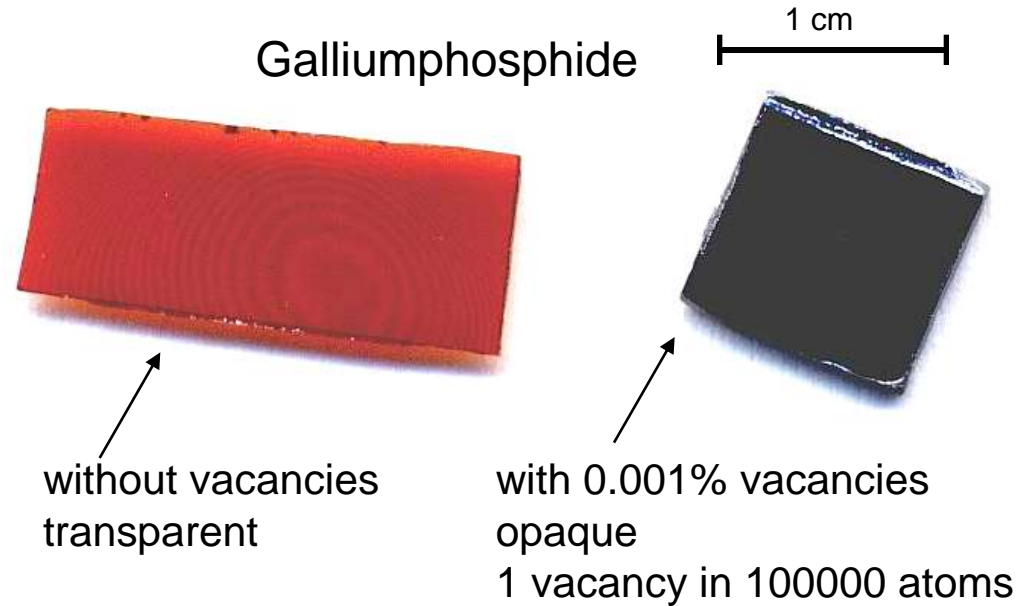 1 cm
Galliumphosphide
without vacancies
transparent
with 0.001% vacancies
opaque
1 vacancy in 100000 atoms